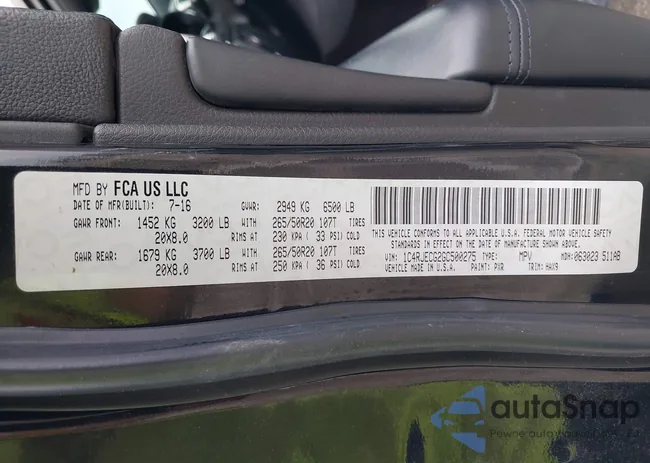 MFD BY FCA US LLC
DATE OF MFR(BUILT): 7-16 GVWR: 2949 KG 6500 LB
GAWR FRONT: 1452 KG 3200 LB WITH 265/50R20 107T TIRES
20X8.0 RIMS AT 230 KPA ( 33 PSI) COLD
GAWR REAR: 1679 KG 3700 LB WITH 265/50R20 107T TIRES
20X8.0 RIMS AT 250 KPA ( 36 PSI) COLD
THIS VEHICLE CONFORMS TO ALL APPLICABLE U.S.A. FEDERAL MOTOR VEHICLE SAFETY
STANDARDS IN EFFECT ON THE DATE OF MANUFACTURE SHOWN ABOVE.
VIN: 1C4RJECG2GC500275 TYPE: MPV MDH: 063023 511AB
VEHICLE MADE IN U.S.A. PAINT: PXR TRIM: HAX9
autoSnap
Pewne auto